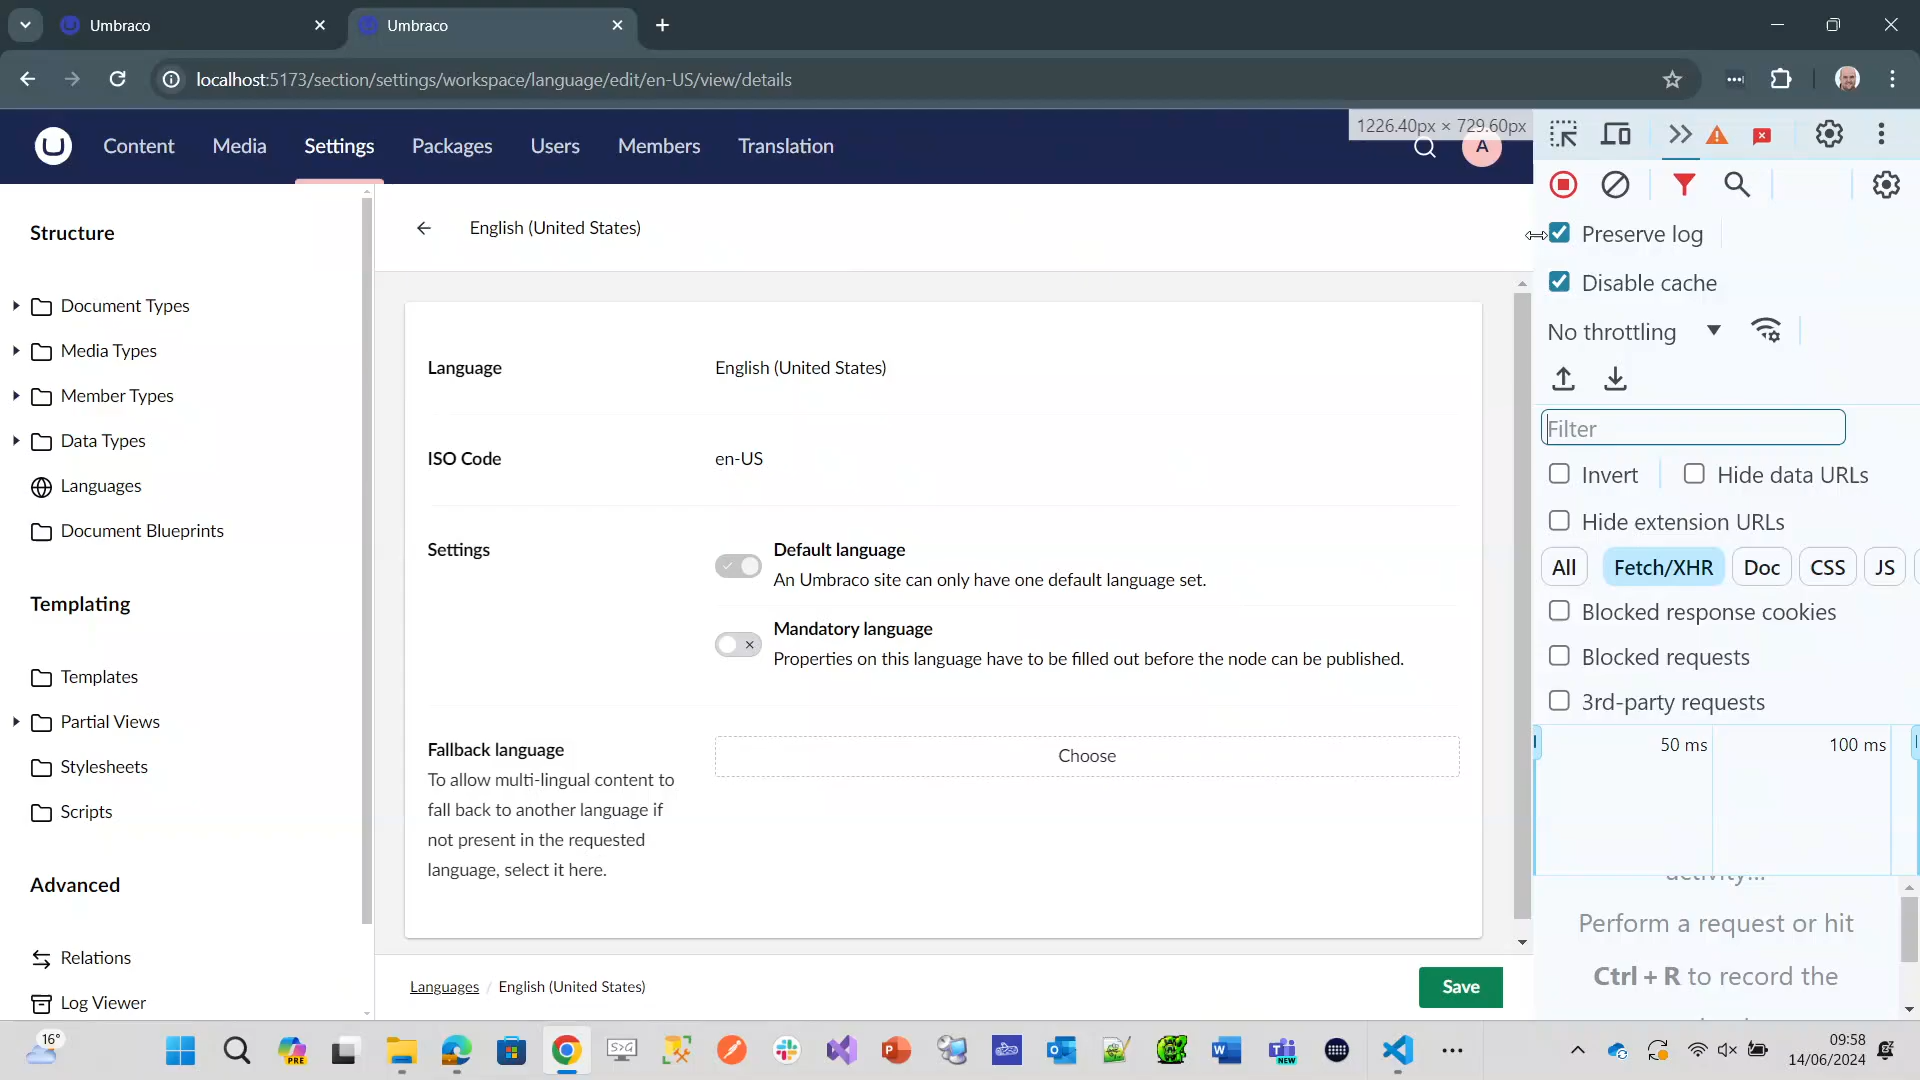 Umbraco
Umbraco
localhost:5173/section/settings/workspace/language/edit/en-US/view/details
Content
Media
Settings
Packages
Users
Members
Translation
1226.40px × 729.60px
A
Structure
Document Types
Media Types
Member Types
Data Types
Languages
Document Blueprints
Templating
Templates
Partial Views
Stylesheets
Scripts
Advanced
Relations
Log Viewer
English (United States)
Language
English (United States)
ISO Code
en-US
Settings
Default language
An Umbraco site can only have one default language set.
Mandatory language
Properties on this language have to be filled out before the node can be published.
Fallback language
To allow multi-lingual content to
fall back to another language if
not present in the requested
language, select it here.
Choose
Languages / English (United States)
Save
Preserve log
Disable cache
No throttling
Filter
Invert
Hide data URLs
Hide extension URLs
All
Fetch/XHR
Doc
CSS
JS
Blocked response cookies
Blocked requests
3rd-party requests
50 ms
100 ms
activity...
Perform a request or hit
Ctrl + R to record the
16°
PRE
NEW
09:58
14/06/2024